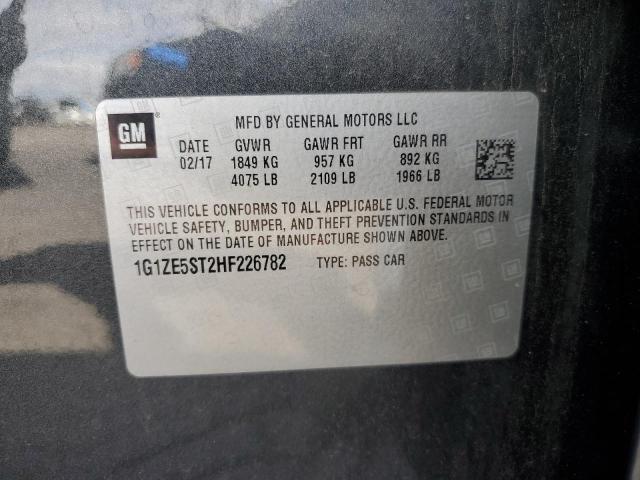 GM
MFD BY GENERAL MOTORS LLC
DATE GVWR GAWR FRT GAWR RR
02/17 1849 KG 957 KG 892 KG
4075 LB 2109 LB 1966 LB
THIS VEHICLE CONFORMS TO ALL APPLICABLE U.S. FEDERAL MOTOR
VEHICLE SAFETY, BUMPER, AND THEFT PREVENTION STANDARDS IN
EFFECT ON THE DATE OF MANUFACTURE SHOWN ABOVE.
1G1ZE5ST2HF226782 TYPE: PASS CAR